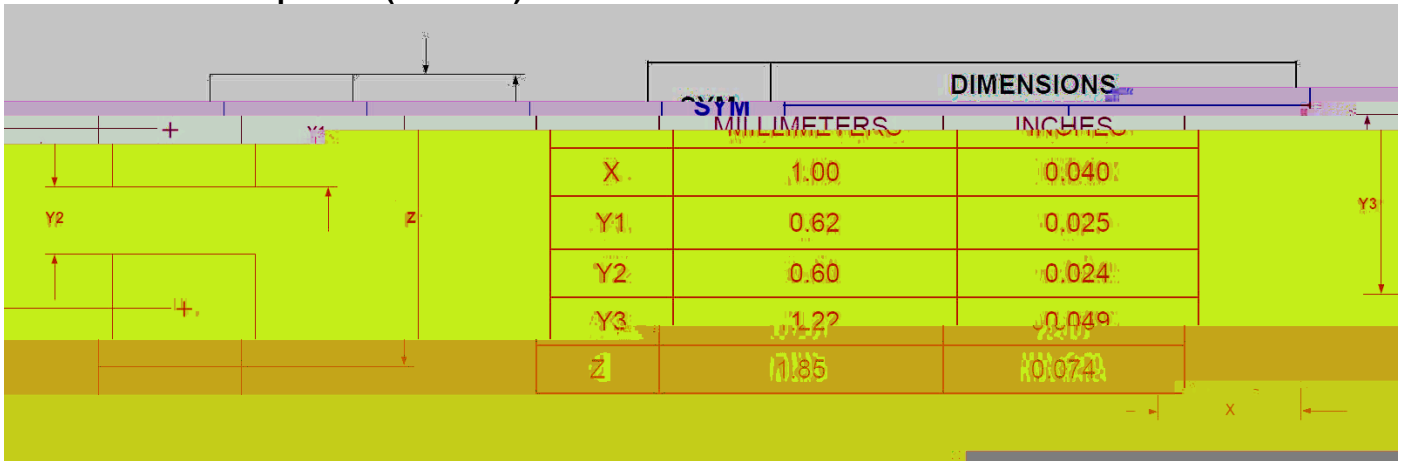 DIMENSIONS
SYM
MILLIMETERS INCHES
Y1
X 1.00 0.040
Y2 Z Y1 0.62 0.025 Y3
Y2 0.60 0.024
Y3 1.22 0.049
Z 1.85 0.074
X